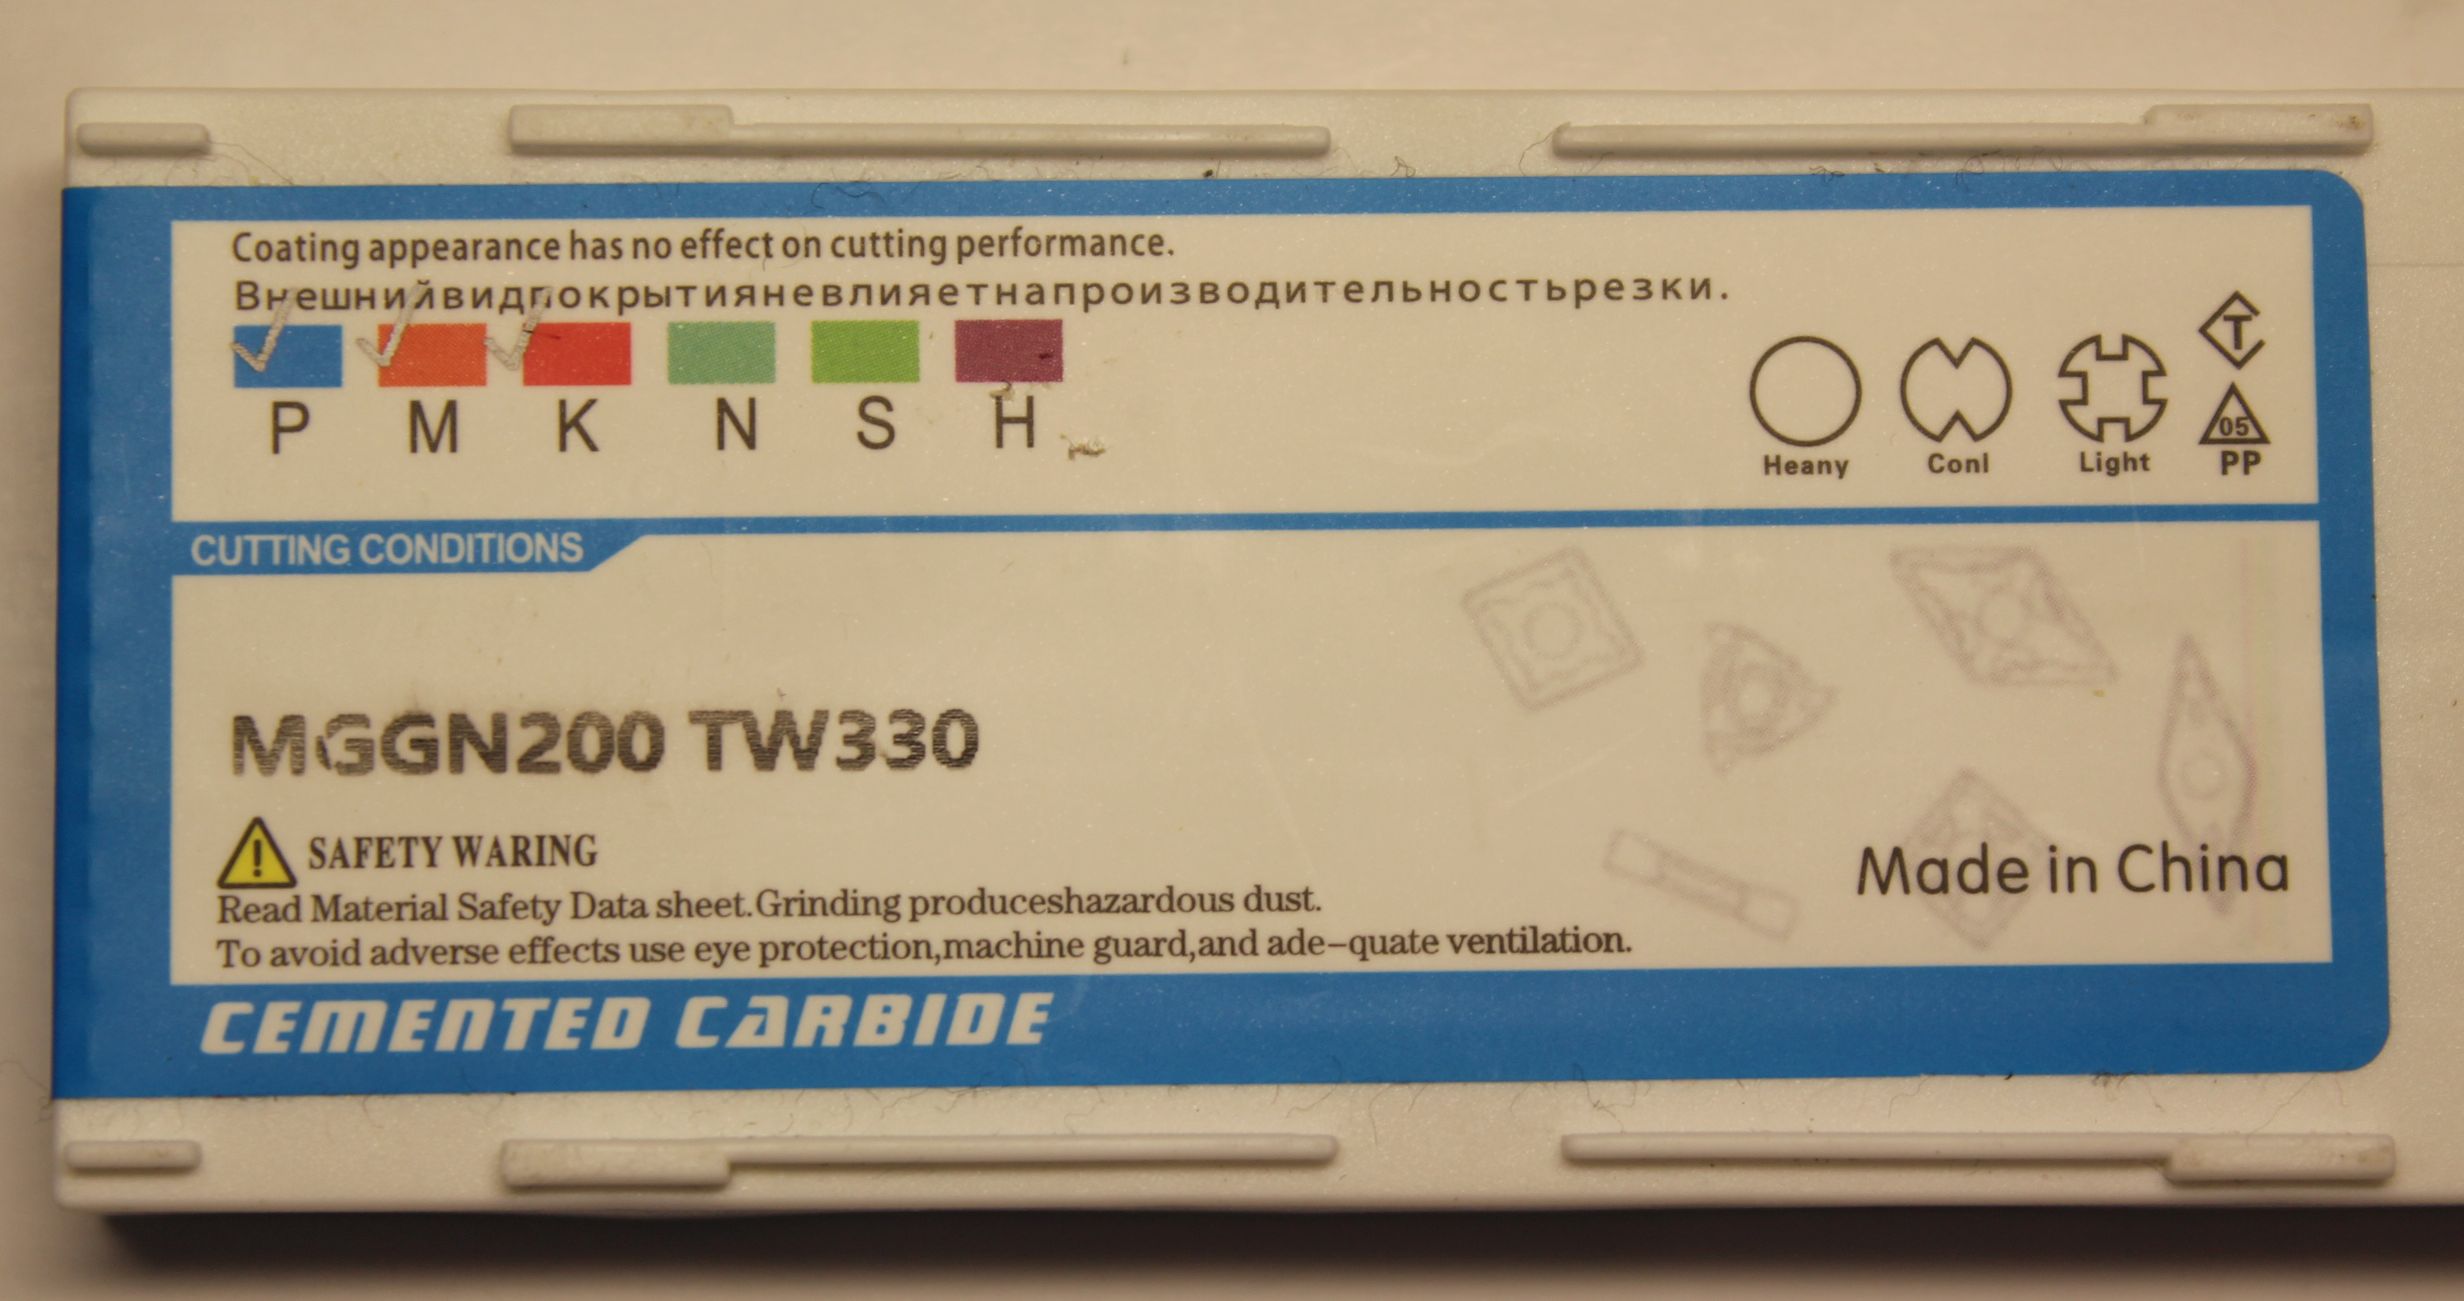 Coating appearance has no effect on cutting performance.
Внешнийвидпокрытияневлияетнапроизводительностьрезки.
P M K N S H
T
05
Heany Conl Light PP
CUTTING CONDITIONS
MGGN200 TW330
! SAFETY WARING
Read Material Safety Data sheet.Grinding produceshazardous dust.
To avoid adverse effects use eye protection,machine guard,and ade-quate ventilation.
Made in China
CEMENTED CARBIDE